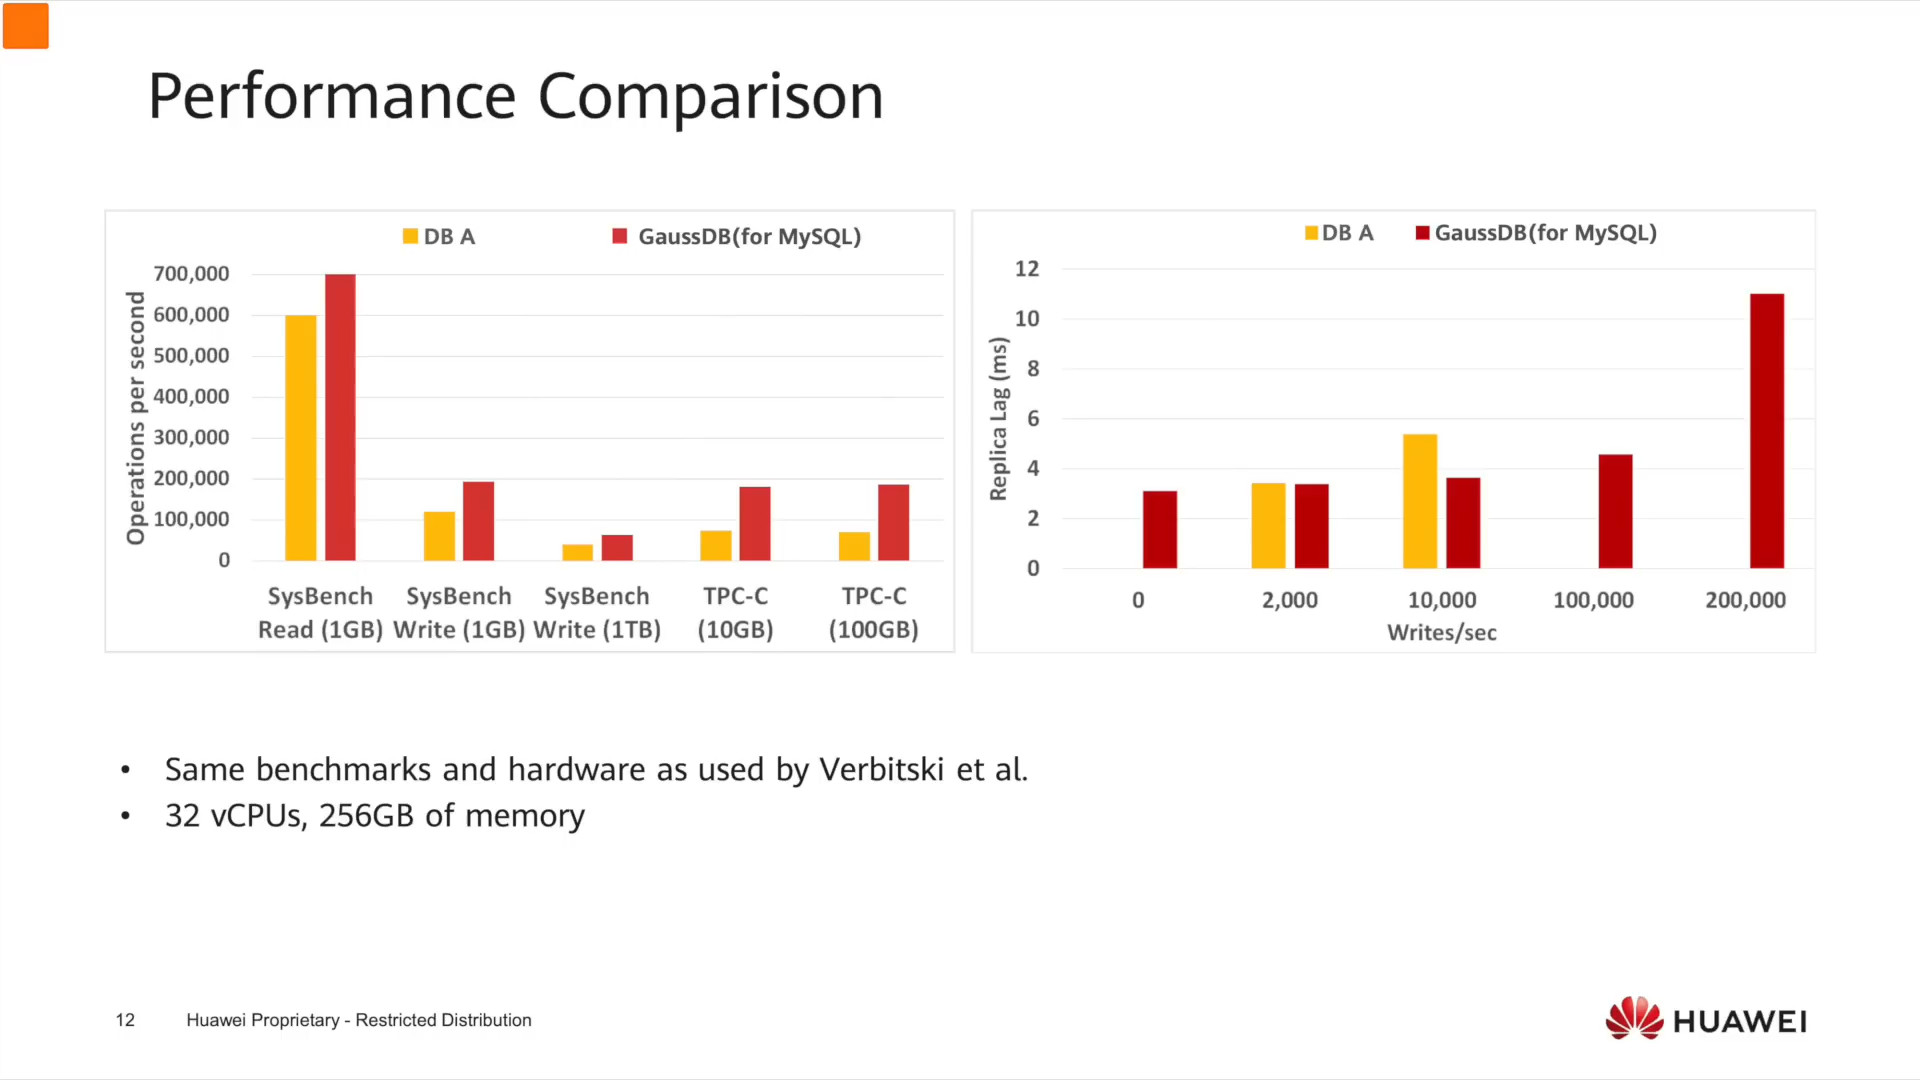 Performance Comparison
DB A
GaussDB(for MySQL)
Operations per second
700,000
600,000
500,000
400,000
300,000
200,000
100,000
0
SysBench Read (1GB)
SysBench Write (1GB)
SysBench Write (1TB)
TPC-C (10GB)
TPC-C (100GB)
DB A
GaussDB(for MySQL)
Replica Lag (ms)
12
10
8
6
4
2
0
0
2,000
10,000
100,000
200,000
Writes/sec
• Same benchmarks and hardware as used by Verbitski et al.
• 32 vCPUs, 256GB of memory
12
Huawei Proprietary - Restricted Distribution
HUAWEI